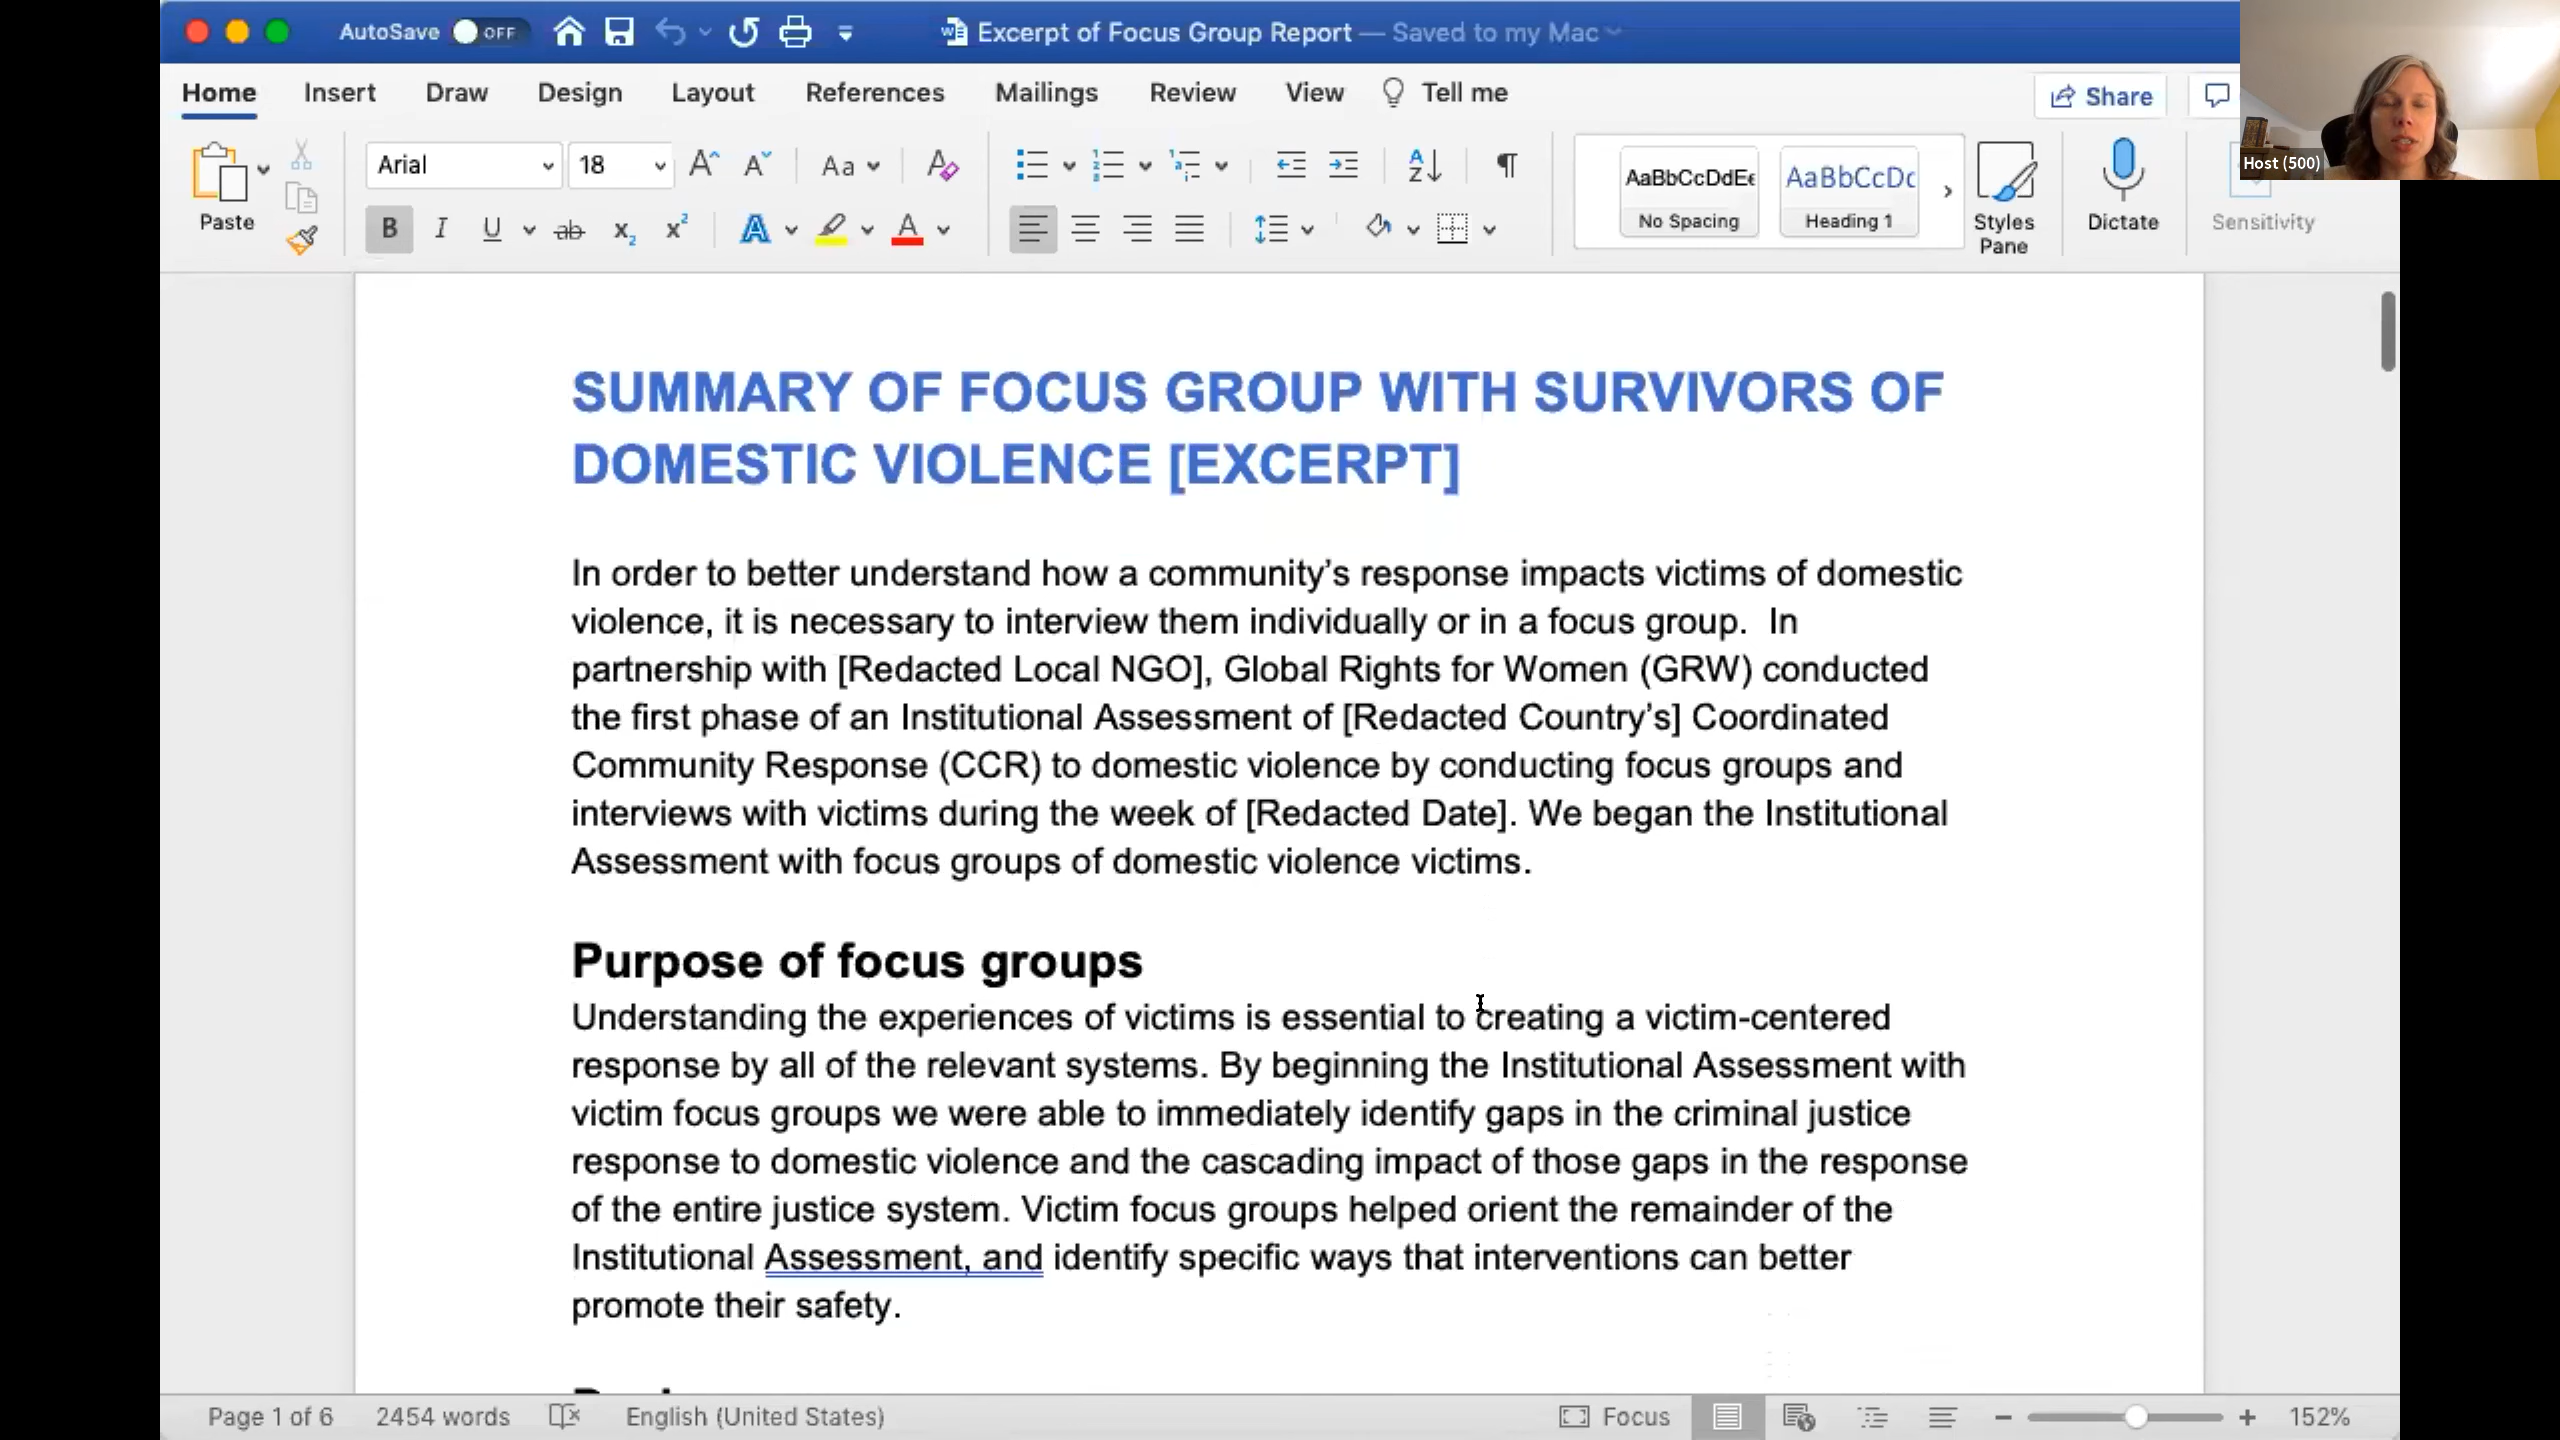 AutoSave OFF Excerpt of Focus Group Report — Saved to my Mac
Home Insert Draw Design Layout References Mailings Review View Tell me Share
Host (500)
Paste Arial 18 Aa AaBbCcDdEe No Spacing AaBbCcDc Heading 1 Styles Pane Dictate Sensitivity
SUMMARY OF FOCUS GROUP WITH SURVIVORS OF
DOMESTIC VIOLENCE [EXCERPT]
In order to better understand how a community’s response impacts victims of domestic
violence, it is necessary to interview them individually or in a focus group.  In
partnership with [Redacted Local NGO], Global Rights for Women (GRW) conducted
the first phase of an Institutional Assessment of [Redacted Country’s] Coordinated
Community Response (CCR) to domestic violence by conducting focus groups and
interviews with victims during the week of [Redacted Date]. We began the Institutional
Assessment with focus groups of domestic violence victims.
Purpose of focus groups
Understanding the experiences of victims is essential to creating a victim-centered
response by all of the relevant systems. By beginning the Institutional Assessment with
victim focus groups we were able to immediately identify gaps in the criminal justice
response to domestic violence and the cascading impact of those gaps in the response
of the entire justice system. Victim focus groups helped orient the remainder of the
Institutional Assessment, and identify specific ways that interventions can better
promote their safety.
Page 1 of 6 2454 words English (United States) Focus 152%